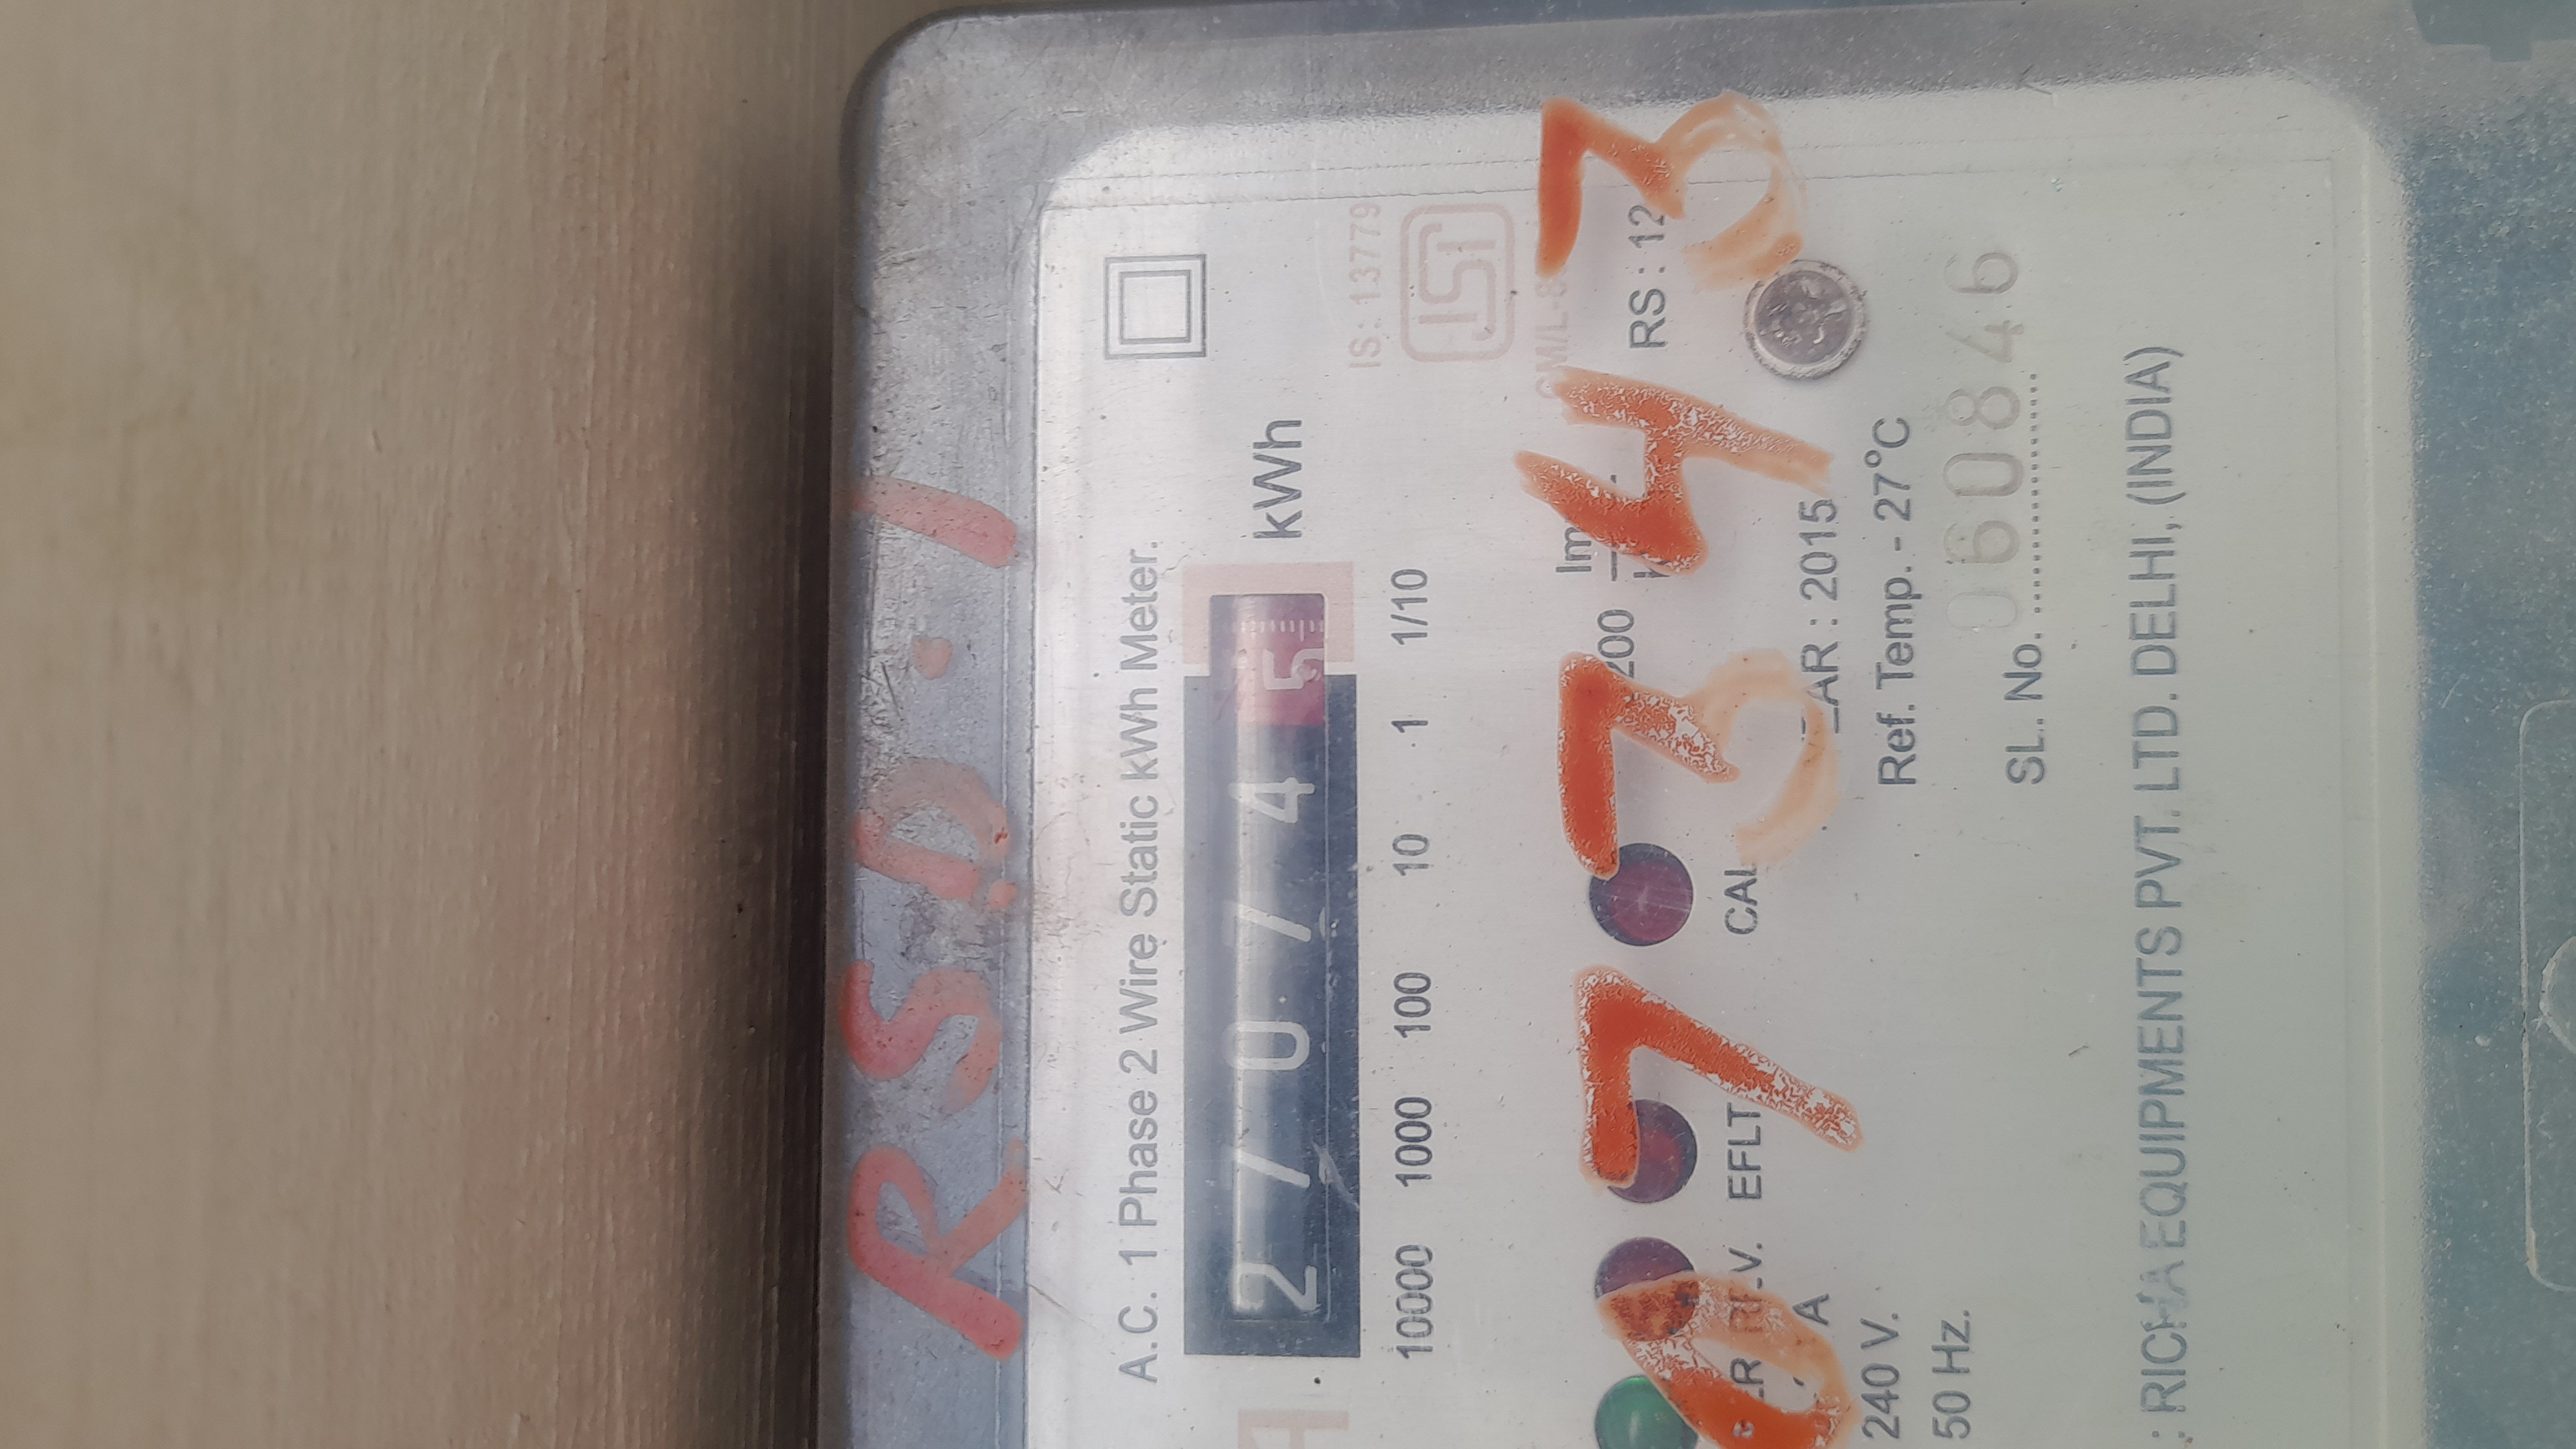 RSD.1
A.C. 1 Phase 2 Wire Static kWh Meter.
2 7 0 7 4 5 kWh
10000 1000 100 10 1 1/10
IS : 13779
ISI
CM/L-8
07343
200 Im
RS : 12
EFLT CAL
240 V.
50 Hz.
AR : 2015
Ref. Temp. - 27°C
SL. No. 060846
: RICHA EQUIPMENTS PVT. LTD. DELHI, (INDIA)